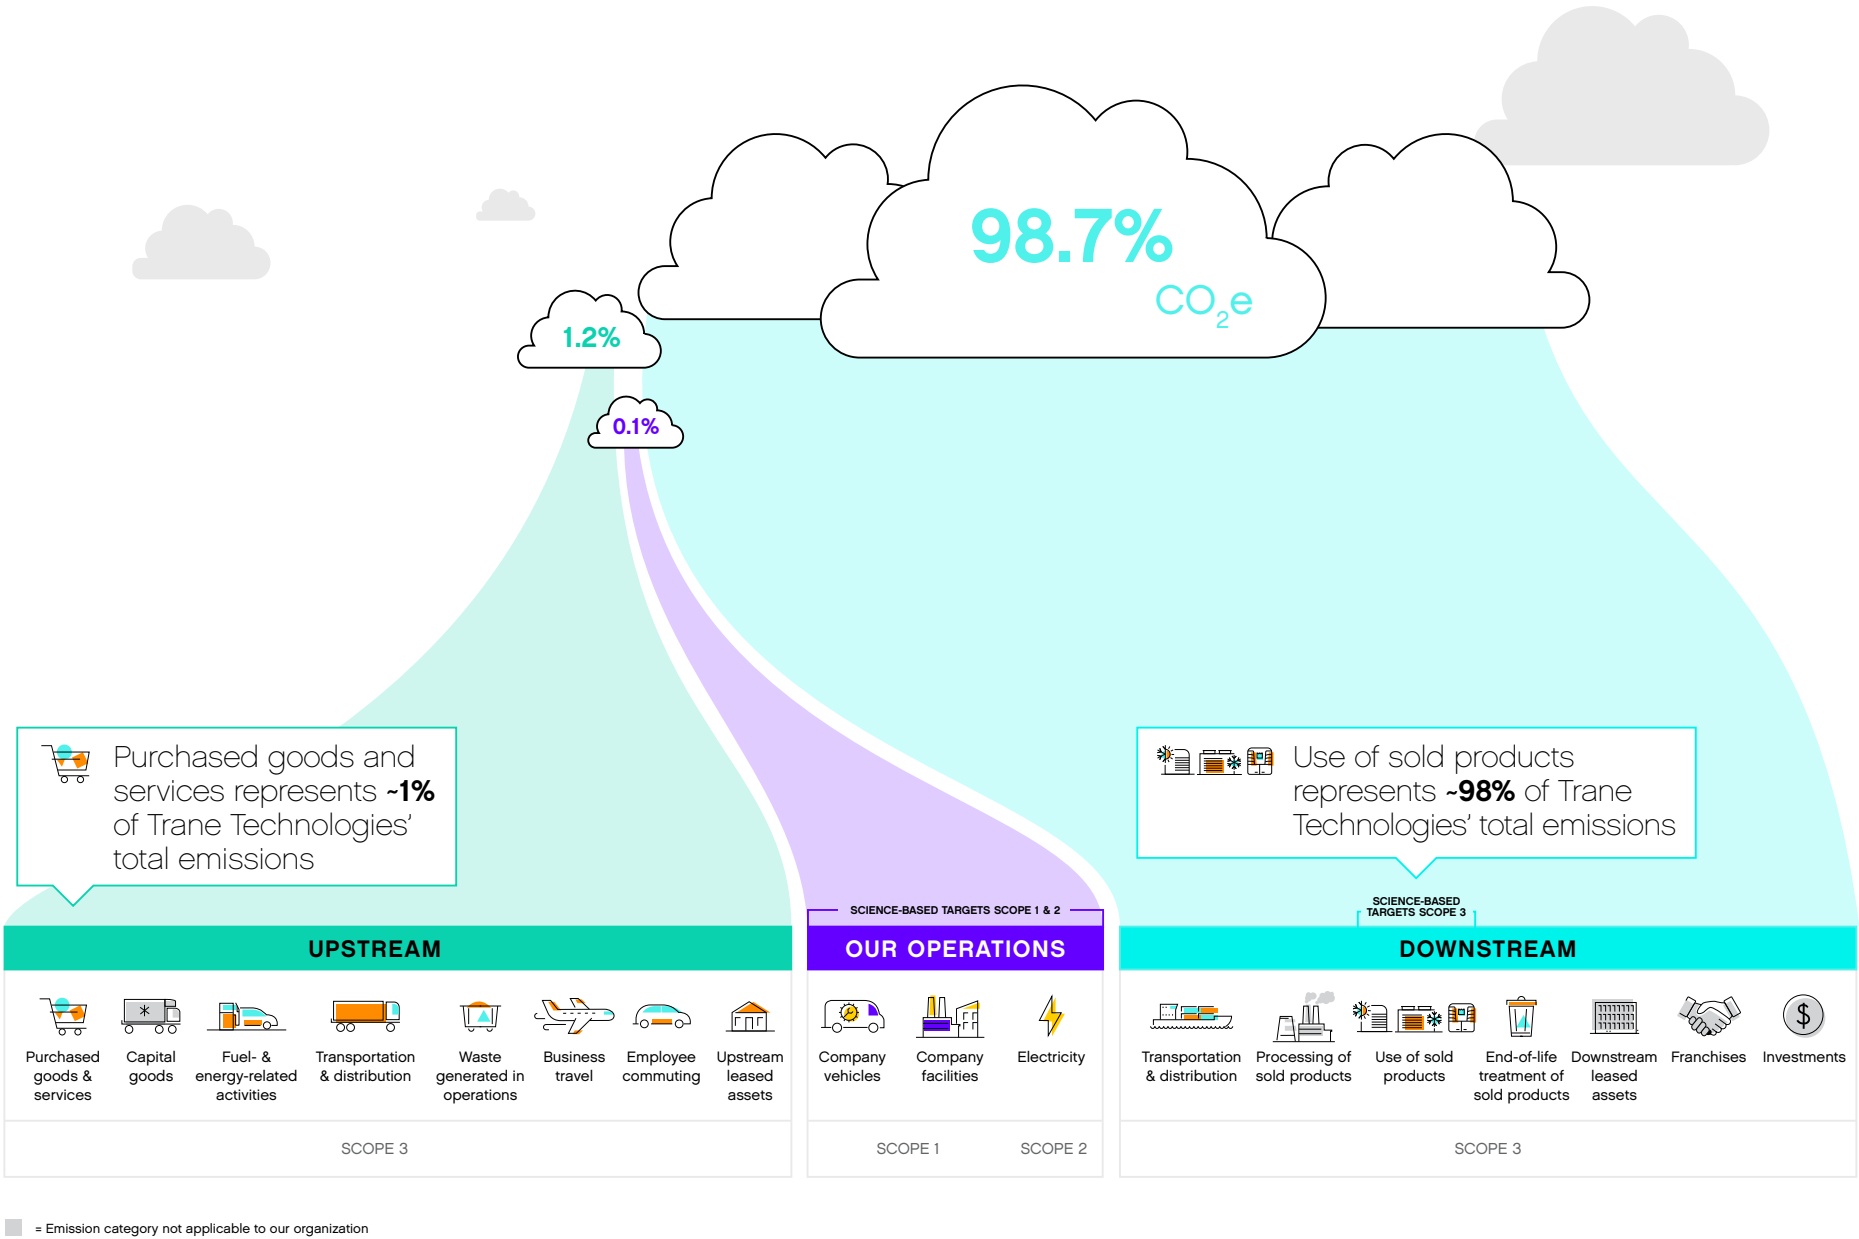 98.7%
CO2e
1.2%
0.1%
Purchased goods and
services represents ~1%
of Trane Technologies’
total emissions
Use of sold products
represents ~98% of Trane
Technologies’ total emissions
SCIENCE-BASED TARGETS SCOPE 1 & 2
SCIENCE-BASED
TARGETS SCOPE 3
UPSTREAM
OUR OPERATIONS
DOWNSTREAM
Purchased
goods &
services
Capital
goods
Fuel- &
energy-related
activities
Transportation
& distribution
Waste
generated in
operations
Business
travel
Employee
commuting
Upstream
leased
assets
Company
vehicles
Company
facilities
Electricity
Transportation
& distribution
Processing of
sold products
Use of sold
products
End-of-life
treatment of
sold products
Downstream
leased
assets
Franchises
$
Investments
SCOPE 3
SCOPE 1
SCOPE 2
SCOPE 3
= Emission category not applicable to our organization